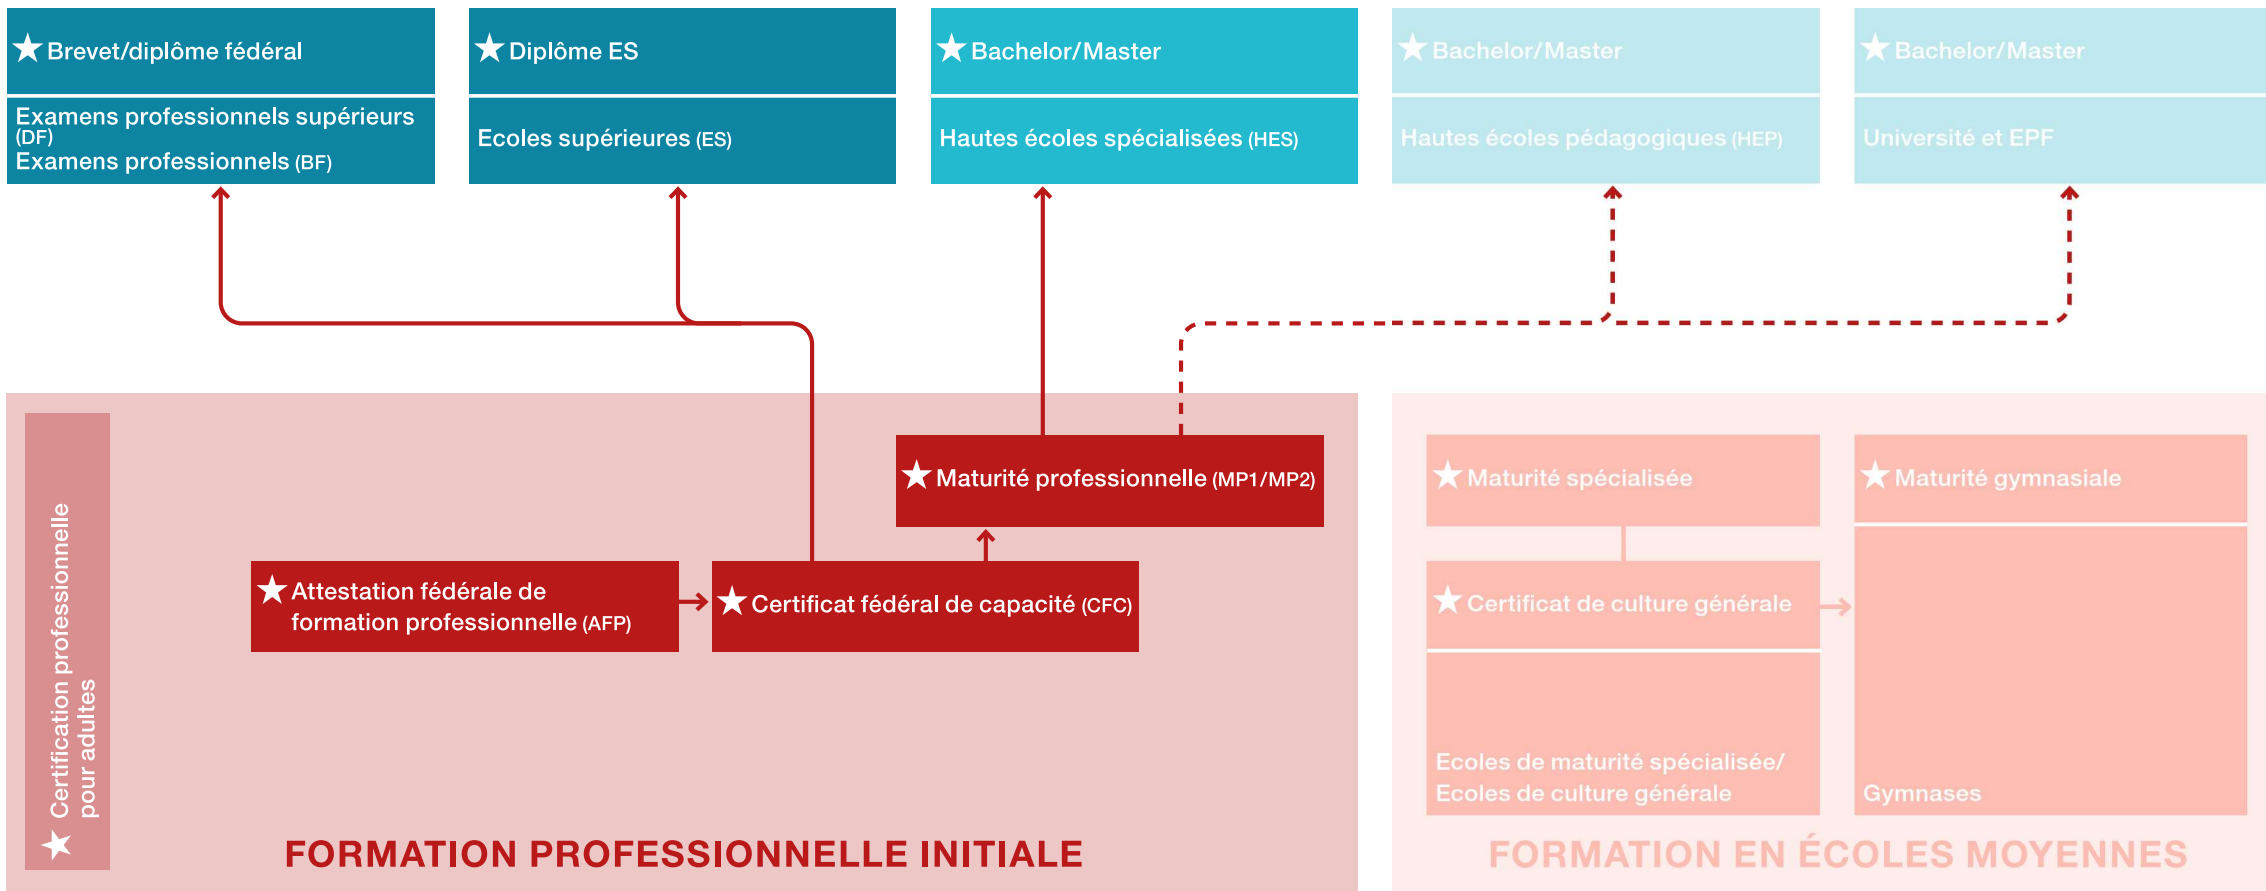 Brevet/diplôme fédéral
Examens professionnels supérieurs
(DF)
Examens professionnels (BF)
Diplôme ES
Ecoles supérieures (ES)
Bachelor/Master
Hautes écoles spécialisées (HES)
Bachelor/Master
Hautes écoles pédagogiques (HEP)
Bachelor/Master
Université et EPF
Certification professionnelle
pour adultes
Maturité professionnelle (MP1/MP2)
Attestation fédérale de
formation professionnelle (AFP)
Certificat fédéral de capacité (CFC)
FORMATION PROFESSIONNELLE INITIALE
Maturité spécialisée
Certificat de culture générale
Ecoles de maturité spécialisée/
Ecoles de culture générale
Maturité gymnasiale
Gymnases
FORMATION EN ÉCOLES MOYENNES